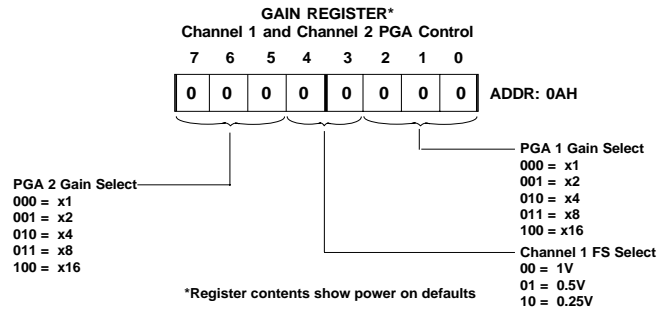 GAIN REGISTER*
Channel 1 and Channel 2 PGA Control
7 6 5 4 3 2 1 0
0 0 0 0 0 0 0 0 ADDR: 0AH
PGA 1 Gain Select
000 = x1
001 = x2
010 = x4
011 = x8
100 = x16
PGA 2 Gain Select
000 = x1
001 = x2
010 = x4
011 = x8
100 = x16
Channel 1 FS Select
00 = 1V
01 = 0.5V
10 = 0.25V
*Register contents show power on defaults